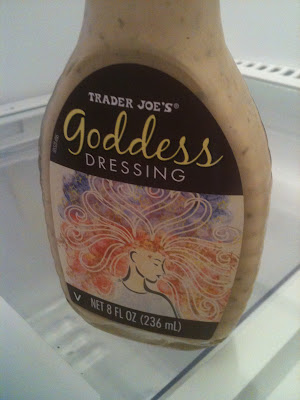 TRADER JOE'S®
Goddess
DRESSING
V
NET 8 FL OZ (236 mL)